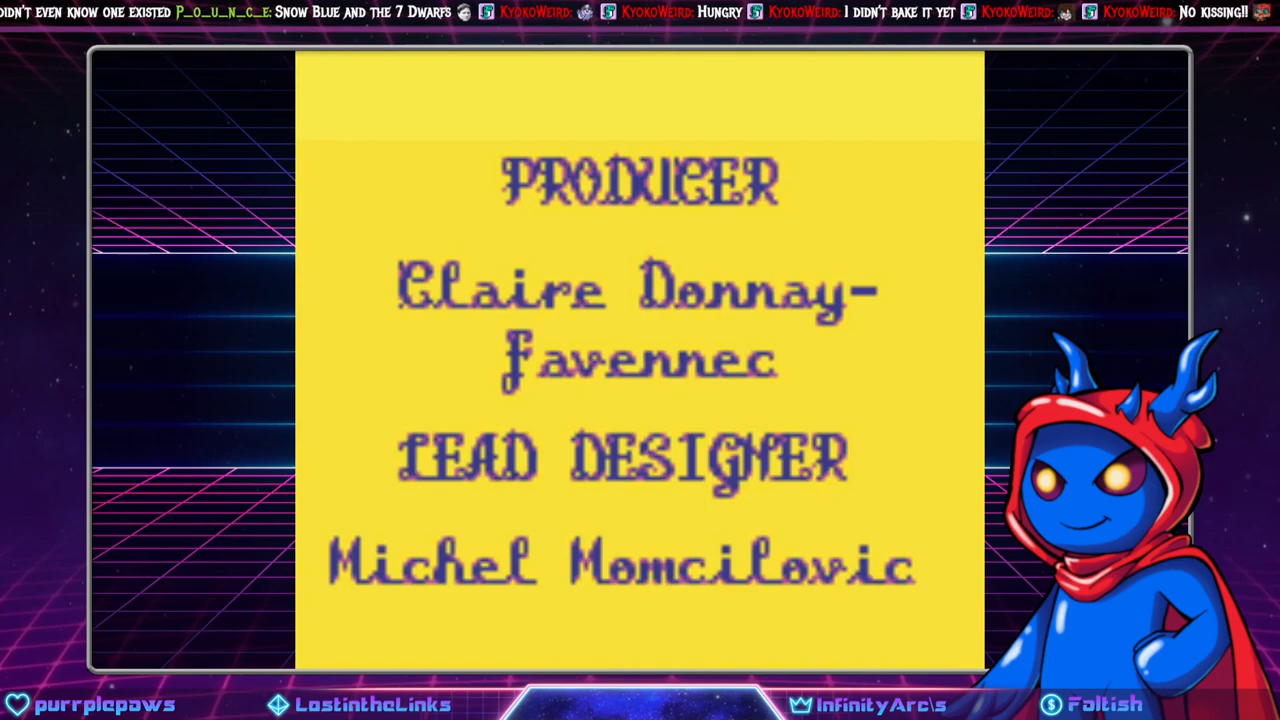 DIDN'T EVEN KNOW ONE EXISTED P_O_U_N_C_E: SNOW BLUE AND THE 7 DWARFS KYOKOWEIRD: KYOKOWEIRD: HUNGRY KYOKOWEIRD: I DIDN'T BAKE IT YET KYOKOWEIRD: KYOKOWEIRD: NO KISSING!!
PRODUCER
Claire Donnay-
Favennec
LEAD DESIGNER
Michel Momcilovic
purrplepaws LostintheLinks InfinityArc\s Faltish